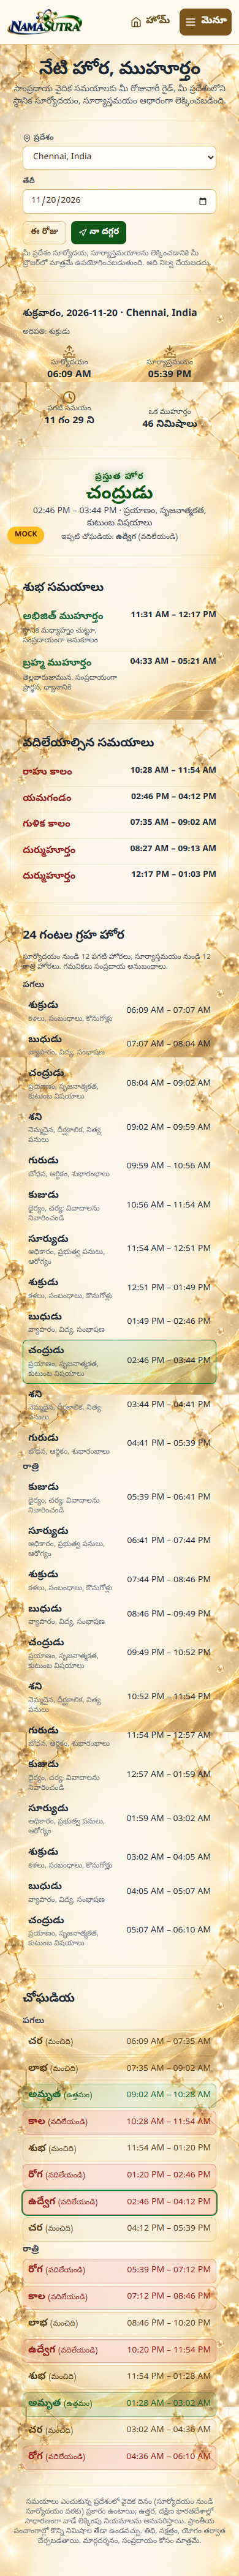 NAMASUTRA
హోమ్
మెనూ
నేటి హోర, ముహూర్తం
సాంప్రదాయ వైదిక సమయాలకు మీ రోజువారీ గైడ్, మీ ప్రదేశంలోని
స్థానిక సూర్యోదయం, సూర్యాస్తమయం ఆధారంగా లెక్కించబడింది.
ప్రదేశం
Chennai, India
తేదీ
11/20/2026
ఈ రోజు
నా దగ్గర
మీ ప్రదేశం సూర్యోదయ, సూర్యాస్తమయాలను లెక్కించడానికి మీ
బ్రౌజర్‌లో మాత్రమే ఉపయోగించబడుతుంది. అది నిల్వ చేయబడదు.
శుక్రవారం, 2026-11-20 · Chennai, India
అధిపతి: శుక్రుడు
సూర్యోదయం
06:09 AM
సూర్యాస్తమయం
05:39 PM
పగటి సమయం
11 గం 29 ని
ఒక ముహూర్తం
46 నిమిషాలు
ప్రస్తుత హోర
చంద్రుడు
02:46 PM – 03:44 PM · ప్రయాణం, సృజనాత్మకత,
కుటుంబ విషయాలు
ఇప్పటి చోఘడియ: ఉద్వేగ (వదిలేయండి)
MOCK
శుభ సమయాలు
అభిజిత్ ముహూర్తం
11:31 AM – 12:17 PM
స్థానిక మధ్యాహ్నం చుట్టూ,
సంప్రదాయంగా అనుకూలం
బ్రహ్మ ముహూర్తం
04:33 AM – 05:21 AM
తెల్లవారుజామున, సంప్రదాయంగా
ప్రార్థన, ధ్యానానికి
వదిలేయాల్సిన సమయాలు
రాహు కాలం
10:28 AM – 11:54 AM
యమగండం
02:46 PM – 04:12 PM
గుళిక కాలం
07:35 AM – 09:02 AM
దుర్ముహూర్తం
08:27 AM – 09:13 AM
దుర్ముహూర్తం
12:17 PM – 01:03 PM
24 గంటల గ్రహ హోర
సూర్యోదయం నుండి 12 పగటి హోరలు, సూర్యాస్తమయం నుండి 12
రాత్రి హోరలు. గమనికలు సంప్రదాయ అనుబంధాలు.
పగలు
శుక్రుడు
06:09 AM – 07:07 AM
కళలు, సంబంధాలు, కొనుగోళ్లు
బుధుడు
07:07 AM – 08:04 AM
వ్యాపారం, విద్య, సంభాషణ
చంద్రుడు
08:04 AM – 09:02 AM
ప్రయాణం, సృజనాత్మకత,
కుటుంబ విషయాలు
శని
09:02 AM – 09:59 AM
నెమ్మదైన, దీర్ఘకాలిక, నిత్య
పనులు
గురుడు
09:59 AM – 10:56 AM
బోధన, ఆర్థికం, శుభారంభాలు
కుజుడు
10:56 AM – 11:54 AM
ధైర్యం, చర్య; వివాదాలను
నివారించండి
సూర్యుడు
11:54 AM – 12:51 PM
అధికారం, ప్రభుత్వ పనులు,
ఆరోగ్యం
శుక్రుడు
12:51 PM – 01:49 PM
కళలు, సంబంధాలు, కొనుగోళ్లు
బుధుడు
01:49 PM – 02:46 PM
వ్యాపారం, విద్య, సంభాషణ
చంద్రుడు
02:46 PM – 03:44 PM
ప్రయాణం, సృజనాత్మకత,
కుటుంబ విషయాలు
శని
03:44 PM – 04:41 PM
నెమ్మదైన, దీర్ఘకాలిక, నిత్య
పనులు
గురుడు
04:41 PM – 05:39 PM
బోధన, ఆర్థికం, శుభారంభాలు
రాత్రి
కుజుడు
05:39 PM – 06:41 PM
ధైర్యం, చర్య; వివాదాలను
నివారించండి
సూర్యుడు
06:41 PM – 07:44 PM
అధికారం, ప్రభుత్వ పనులు,
ఆరోగ్యం
శుక్రుడు
07:44 PM – 08:46 PM
కళలు, సంబంధాలు, కొనుగోళ్లు
బుధుడు
08:46 PM – 09:49 PM
వ్యాపారం, విద్య, సంభాషణ
చంద్రుడు
09:49 PM – 10:52 PM
ప్రయాణం, సృజనాత్మకత,
కుటుంబ విషయాలు
శని
10:52 PM – 11:54 PM
నెమ్మదైన, దీర్ఘకాలిక, నిత్య
పనులు
గురుడు
11:54 PM – 12:57 AM
బోధన, ఆర్థికం, శుభారంభాలు
కుజుడు
12:57 AM – 01:59 AM
ధైర్యం, చర్య; వివాదాలను
నివారించండి
సూర్యుడు
01:59 AM – 03:02 AM
అధికారం, ప్రభుత్వ పనులు,
ఆరోగ్యం
శుక్రుడు
03:02 AM – 04:05 AM
కళలు, సంబంధాలు, కొనుగోళ్లు
బుధుడు
04:05 AM – 05:07 AM
వ్యాపారం, విద్య, సంభాషణ
చంద్రుడు
05:07 AM – 06:10 AM
ప్రయాణం, సృజనాత్మకత,
కుటుంబ విషయాలు
చోఘడియ
పగలు
చర (మంచిది) 06:09 AM – 07:35 AM
లాభ (మంచిది) 07:35 AM – 09:02 AM
అమృత (ఉత్తమం) 09:02 AM – 10:28 AM
కాల (వదిలేయండి) 10:28 AM – 11:54 AM
శుభ (మంచిది) 11:54 AM – 01:20 PM
రోగ (వదిలేయండి) 01:20 PM – 02:46 PM
ఉద్వేగ (వదిలేయండి) 02:46 PM – 04:12 PM
చర (మంచిది) 04:12 PM – 05:39 PM
రాత్రి
రోగ (వదిలేయండి) 05:39 PM – 07:12 PM
కాల (వదిలేయండి) 07:12 PM – 08:46 PM
లాభ (మంచిది) 08:46 PM – 10:20 PM
ఉద్వేగ (వదిలేయండి) 10:20 PM – 11:54 PM
శుభ (మంచిది) 11:54 PM – 01:28 AM
అమృత (ఉత్తమం) 01:28 AM – 03:02 AM
చర (మంచిది) 03:02 AM – 04:36 AM
రోగ (వదిలేయండి) 04:36 AM – 06:10 AM
సమయాలు ఎంచుకున్న ప్రదేశంలో వైదిక దినం (సూర్యోదయం నుండి
సూర్యోదయం వరకు) ప్రకారం ఉంటాయి; ఉత్తర, దక్షిణ భారతదేశాల్లో
సాధారణంగా వాడే లెక్కింపు నియమాలను అనుసరిస్తాయి. ప్రాంతీయ
పంచాంగాల్లో కొన్ని నిమిషాల తేడా ఉండవచ్చు. తిథి, నక్షత్రం, యోగం తర్వాత
చేర్చబడతాయి. మార్గదర్శనం, సంప్రదాయం కోసం మాత్రమే.